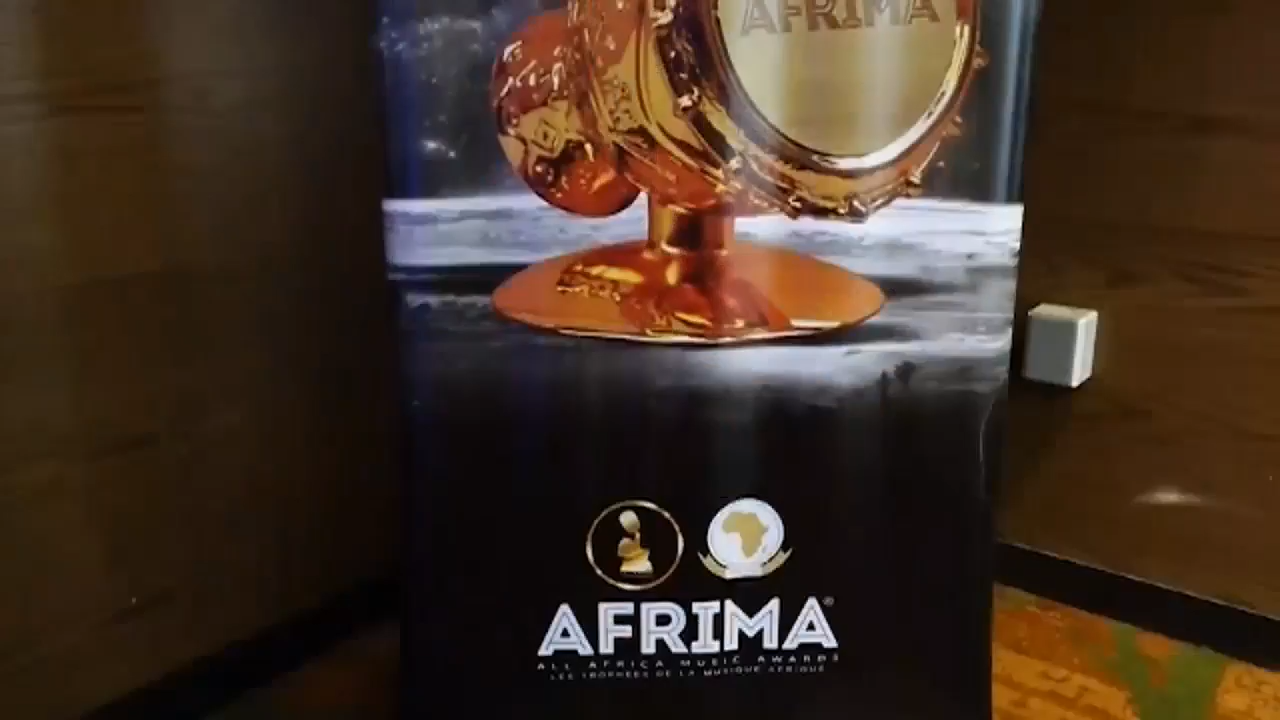 AFRIMA
AFRIMA®
ALL AFRICA MUSIC AWARDS
LES TROPHEES DE LA MUSIQUE AFRIQUE